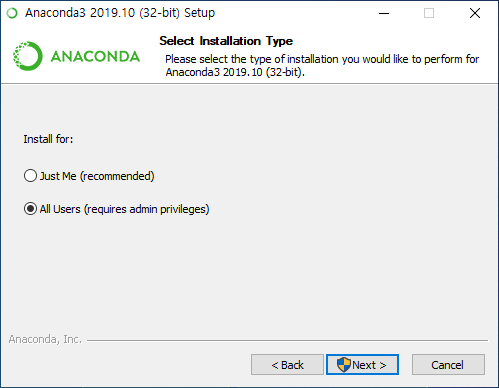 Anaconda3 2019.10 (32-bit) Setup
Select Installation Type
ANACONDA
Please select the type of installation you would like to perform for
Anaconda3 2019.10 (32-bit).
Install for:
Just Me (recommended)
All Users (requires admin privileges)
Anaconda, Inc.
< Back
Next >
Cancel